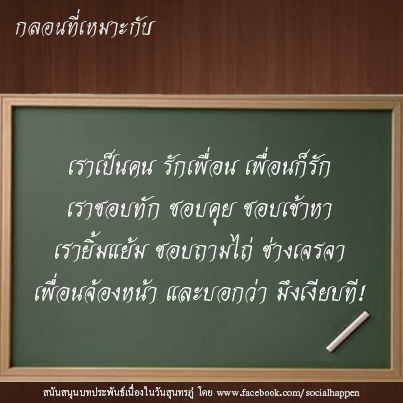 กลอนที่เหมาะกับ
เราเป็นคน รักเพื่อน เพื่อนก็รัก
เราชอบทัก ชอบคุย ชอบเข้าหา
เรายิ้มแย้ม ชอบถามไถ่ ช่างเจรจา
เพื่อนจ้องหน้า และบอกว่า มึงเงียบที!
สนับสนุนบทประพันธ์เนื่องในวันสุนทรภู่ โดย www.facebook.com/socialhappen